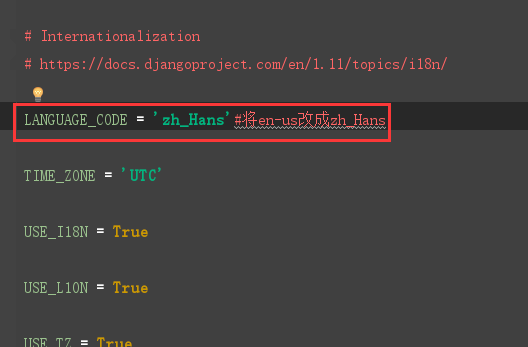 # Internationalization
# https://docs.djangoproject.com/en/1.11/topics/i18n/
LANGUAGE_CODE = 'zh_Hans'#将en-us改成zh_Hans
TIME_ZONE = 'UTC'
USE_I18N = True
USE_L10N = True
USE_TZ = True